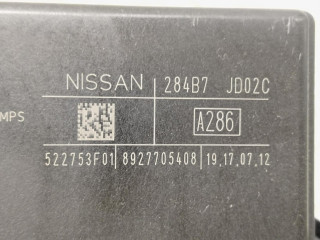 NISSAN 284B7 JD02C
MPS A286
522753F01 8927705408 19,17,07,12